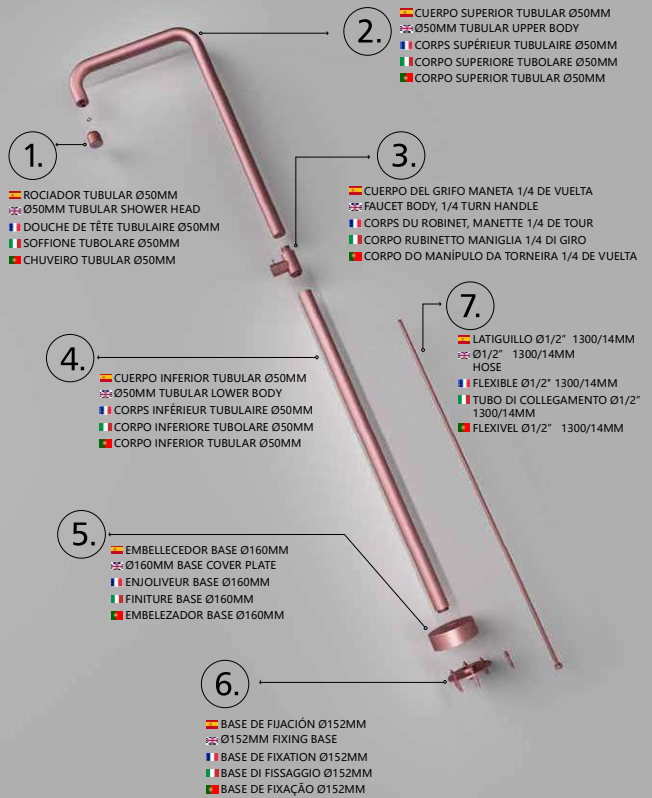 1.
ROCIADOR TUBULAR Ø50MM
Ø50MM TUBULAR SHOWER HEAD
DOUCHE DE TÊTE TUBULAIRE Ø50MM
SOFFIONE TUBOLARE Ø50MM
CHUVEIRO TUBULAR Ø50MM
2.
CUERPO SUPERIOR TUBULAR Ø50MM
Ø50MM TUBULAR UPPER BODY
CORPS SUPÉRIEUR TUBULAIRE Ø50MM
CORPO SUPERIORE TUBOLARE Ø50MM
CORPO SUPERIOR TUBULAR Ø50MM
3.
CUERPO DEL GRIFO MANETA 1/4 DE VUELTA
FAUCET BODY, 1/4 TURN HANDLE
CORPS DU ROBINET, MANETTE 1/4 DE TOUR
CORPO RUBINETTO MANIGLIA 1/4 DI GIRO
CORPO DO MANÍPULO DA TORNEIRA 1/4 DE VUELTA
4.
CUERPO INFERIOR TUBULAR Ø50MM
Ø50MM TUBULAR LOWER BODY
CORPS INFÉRIEUR TUBULAIRE Ø50MM
CORPO INFERIORE TUBOLARE Ø50MM
CORPO INFERIOR TUBULAR Ø50MM
5.
EMBELLECEDOR BASE Ø160MM
Ø160MM BASE COVER PLATE
ENJOLIVEUR BASE Ø160MM
FINITURE BASE Ø160MM
EMBELEZADOR BASE Ø160MM
6.
BASE DE FIJACIÓN Ø152MM
Ø152MM FIXING BASE
BASE DE FIXATION Ø152MM
BASE DI FISSAGGIO Ø152MM
BASE DE FIXAÇÃO Ø152MM
7.
LATIGUILLO Ø1/2” 1300/14MM
Ø1/2” 1300/14MM
HOSE
FLEXIBLE Ø1/2” 1300/14MM
TUBO DI COLLEGAMENTO Ø1/2”
1300/14MM
FLEXIVEL Ø1/2” 1300/14MM